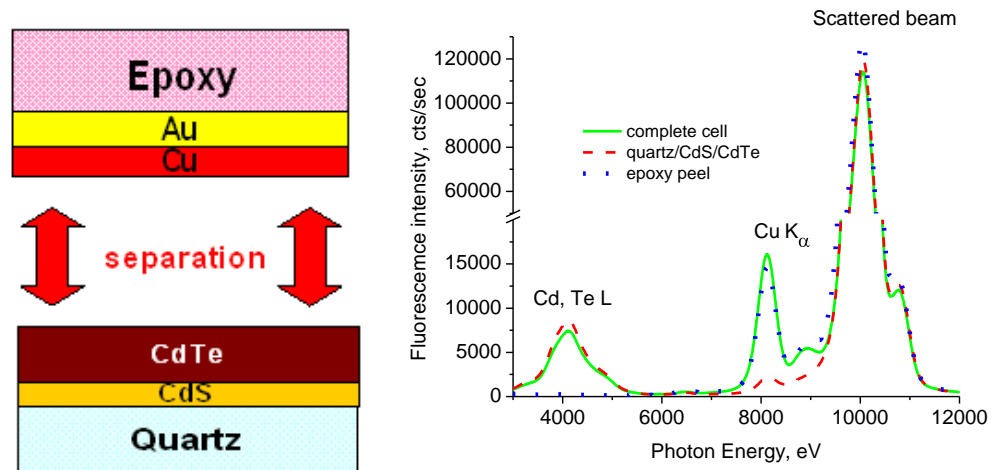 Epoxy
Au
Cu
separation
CdTe
CdS
Quartz
Scattered beam
Fluorescemce intensity, cts/sec
120000
100000
80000
60000
15000
10000
5000
0
complete cell
quartz/CdS/CdTe
epoxy peel
Cu Kα
Cd, Te L
4000 6000 8000 10000 12000
Photon Energy, eV